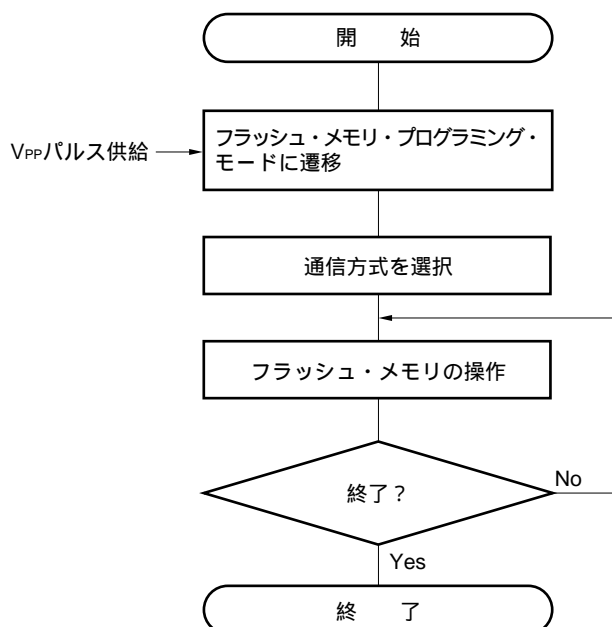 開　始
VPPパルス供給
フラッシュ・メモリ・プログラミング・
モードに遷移
通信方式を選択
フラッシュ・メモリの操作
終了？
No
Yes
終　了